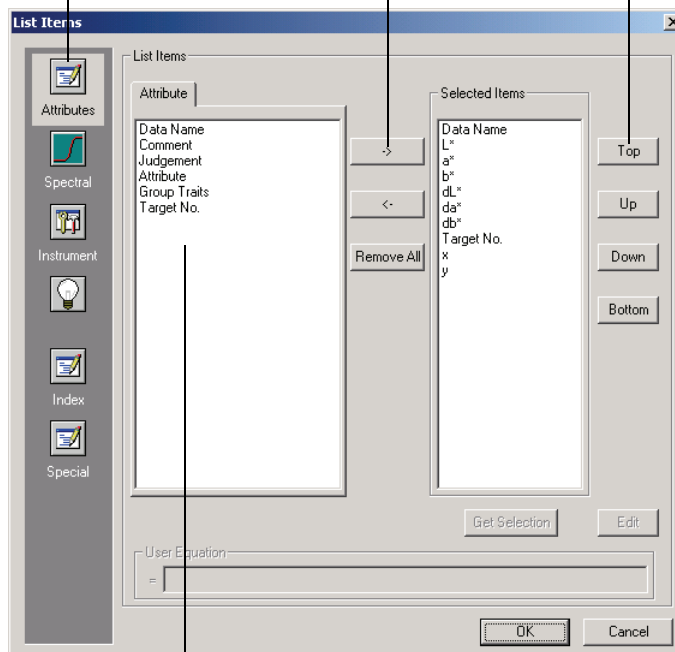 List Items
Attributes
Spectral
Instrument
Index
Special
List Items
Attribute
Data Name
Comment
Judgement
Attribute
Group Traits
Target No.
->
<-
Remove All
Selected Items
Data Name
L*
a*
b*
dL*
da*
db*
Target No.
x
y
Top
Up
Down
Bottom
Get Selection
Edit
User Equation
=
OK
Cancel